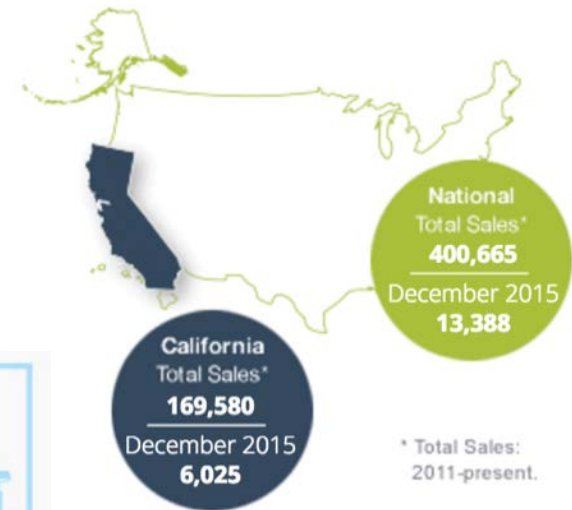 National
Total Sales*
400,665
December 2015
13,388
California
Total Sales*
169,580
December 2015
6,025
* Total Sales:
2011-present.